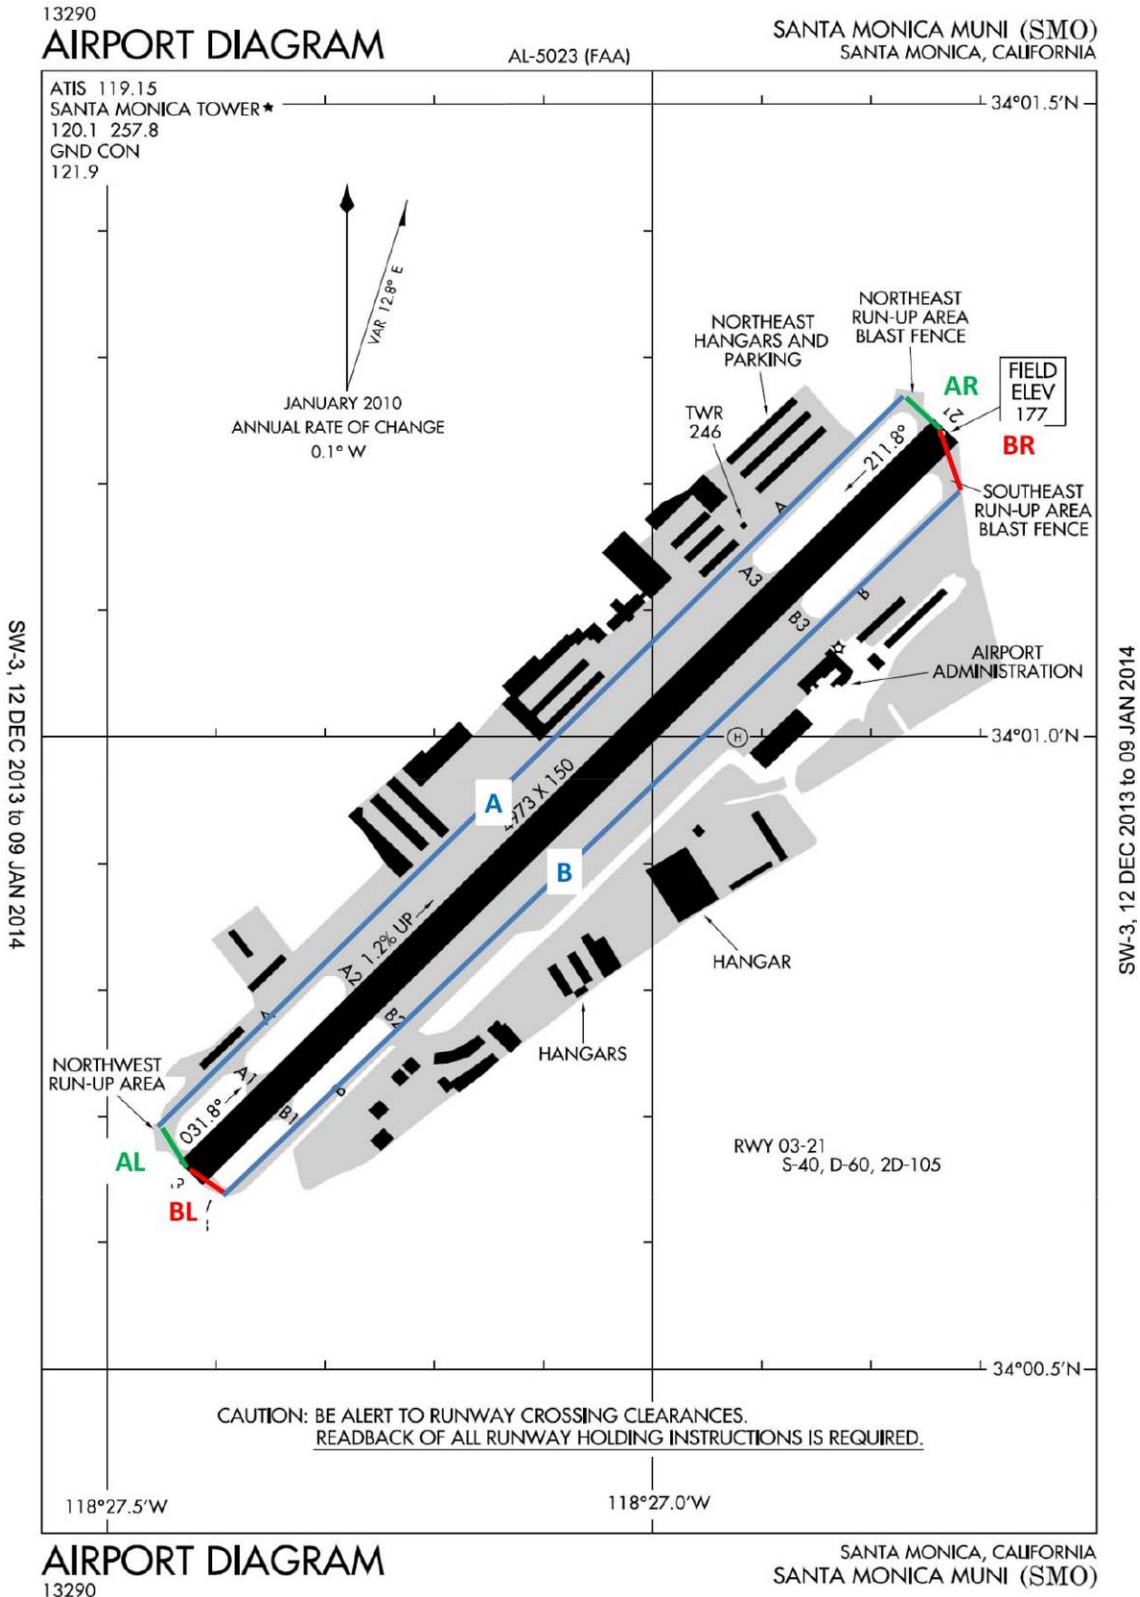 13290
AIRPORT DIAGRAM
AL-5023 (FAA)
SANTA MONICA MUNI (SMO)
SANTA MONICA, CALIFORNIA
ATIS 119.15
SANTA MONICA TOWER★
120.1 257.8
GND CON
121.9
34°01.5'N
VAR 12.8° E
JANUARY 2010
ANNUAL RATE OF CHANGE
0.1° W
NORTHEAST
RUN-UP AREA
BLAST FENCE
NORTHEAST
HANGARS AND
PARKING
FIELD
ELEV
177
AR
21
TWR
246
211.8°
BR
SOUTHEAST
RUN-UP AREA
BLAST FENCE
A
A3
B
B3
AIRPORT
ADMINISTRATION
H
34°01.0'N
4973 X 150
A
B
1.2% UP
A2
B2
HANGAR
HANGARS
A
NORTHWEST
RUN-UP AREA
A1
B1
B
031.8°
AL
BL
RWY 03-21
S-40, D-60, 2D-105
34°00.5'N
CAUTION: BE ALERT TO RUNWAY CROSSING CLEARANCES.
READBACK OF ALL RUNWAY HOLDING INSTRUCTIONS IS REQUIRED.
118°27.5'W
118°27.0'W
SW-3, 12 DEC 2013 to 09 JAN 2014
SW-3, 12 DEC 2013 to 09 JAN 2014
AIRPORT DIAGRAM
13290
SANTA MONICA, CALIFORNIA
SANTA MONICA MUNI (SMO)